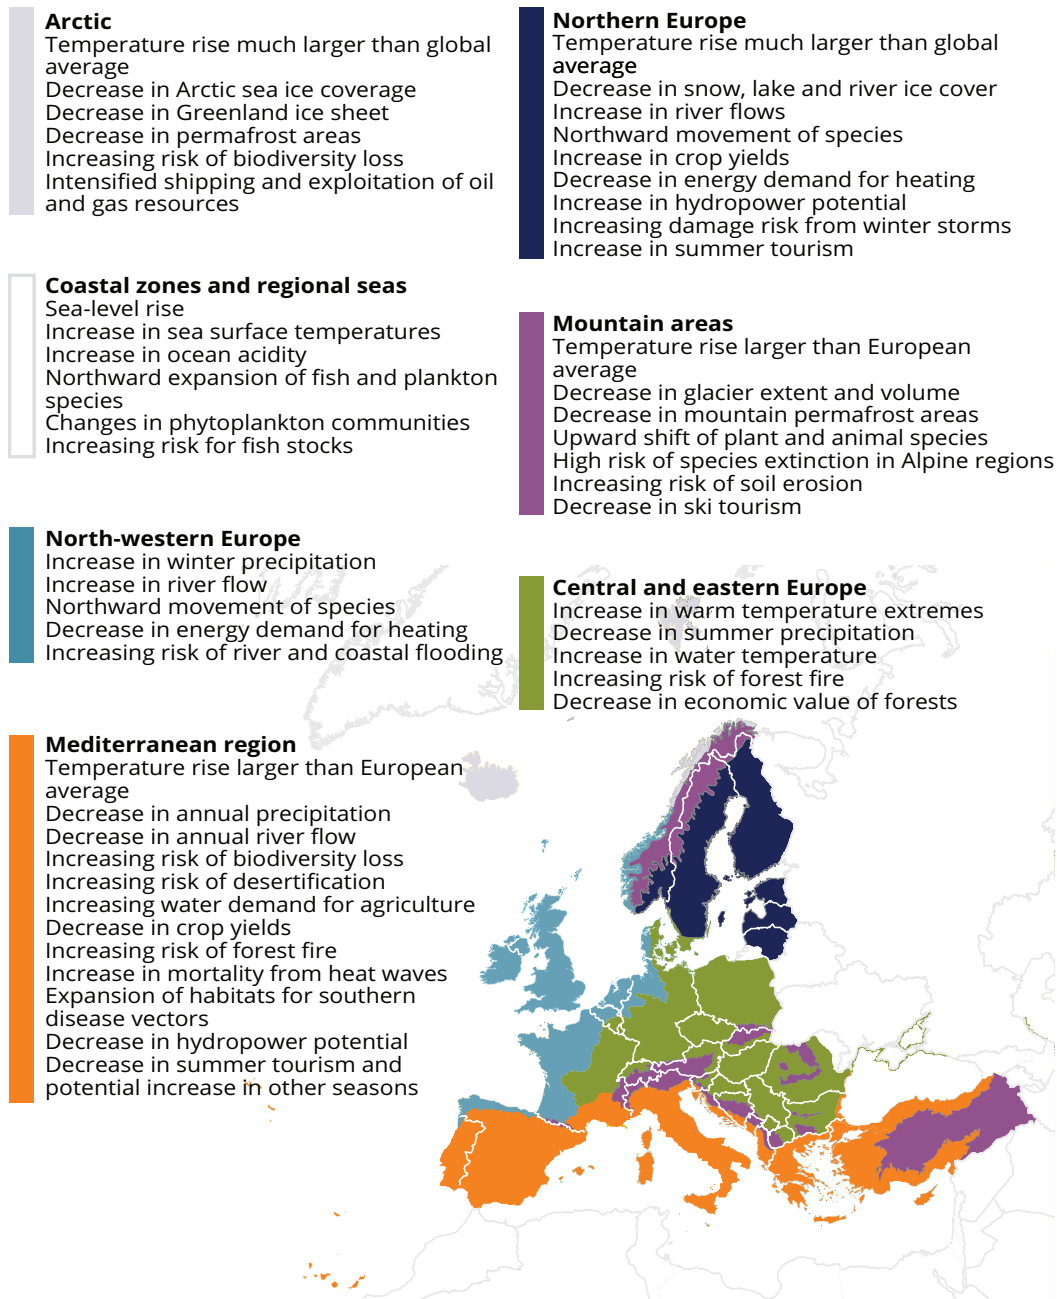 Arctic
Temperature rise much larger than global
average
Decrease in Arctic sea ice coverage
Decrease in Greenland ice sheet
Decrease in permafrost areas
Increasing risk of biodiversity loss
Intensified shipping and exploitation of oil
and gas resources
Coastal zones and regional seas
Sea-level rise
Increase in sea surface temperatures
Increase in ocean acidity
Northward expansion of fish and plankton
species
Changes in phytoplankton communities
Increasing risk for fish stocks
North-western Europe
Increase in winter precipitation
Increase in river flow
Northward movement of species
Decrease in energy demand for heating
Increasing risk of river and coastal flooding
Mediterranean region
Temperature rise larger than European
average
Decrease in annual precipitation
Decrease in annual river flow
Increasing risk of biodiversity loss
Increasing risk of desertification
Increasing water demand for agriculture
Decrease in crop yields
Increasing risk of forest fire
Increase in mortality from heat waves
Expansion of habitats for southern
disease vectors
Decrease in hydropower potential
Decrease in summer tourism and
potential increase in other seasons
Northern Europe
Temperature rise much larger than global
average
Decrease in snow, lake and river ice cover
Increase in river flows
Northward movement of species
Increase in crop yields
Decrease in energy demand for heating
Increase in hydropower potential
Increasing damage risk from winter storms
Increase in summer tourism
Mountain areas
Temperature rise larger than European
average
Decrease in glacier extent and volume
Decrease in mountain permafrost areas
Upward shift of plant and animal species
High risk of species extinction in Alpine regions
Increasing risk of soil erosion
Decrease in ski tourism
Central and eastern Europe
Increase in warm temperature extremes
Decrease in summer precipitation
Increase in water temperature
Increasing risk of forest fire
Decrease in economic value of forests